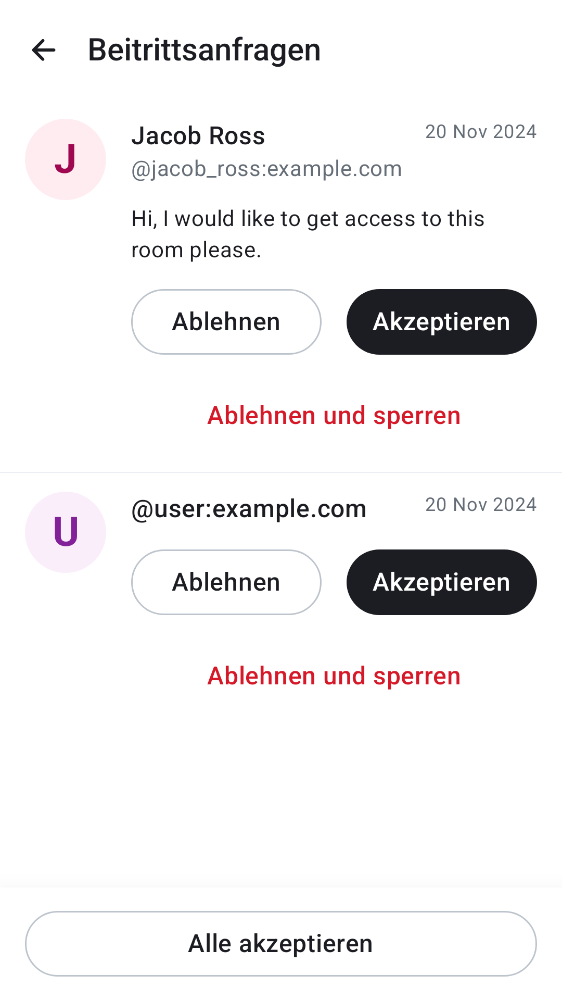 Beitrittsanfragen
J
Jacob Ross
20 Nov 2024
@jacob_ross:example.com
Hi, I would like to get access to this
room please.
Ablehnen
Akzeptieren
Ablehnen und sperren
U
@user:example.com
20 Nov 2024
Ablehnen
Akzeptieren
Ablehnen und sperren
Alle akzeptieren